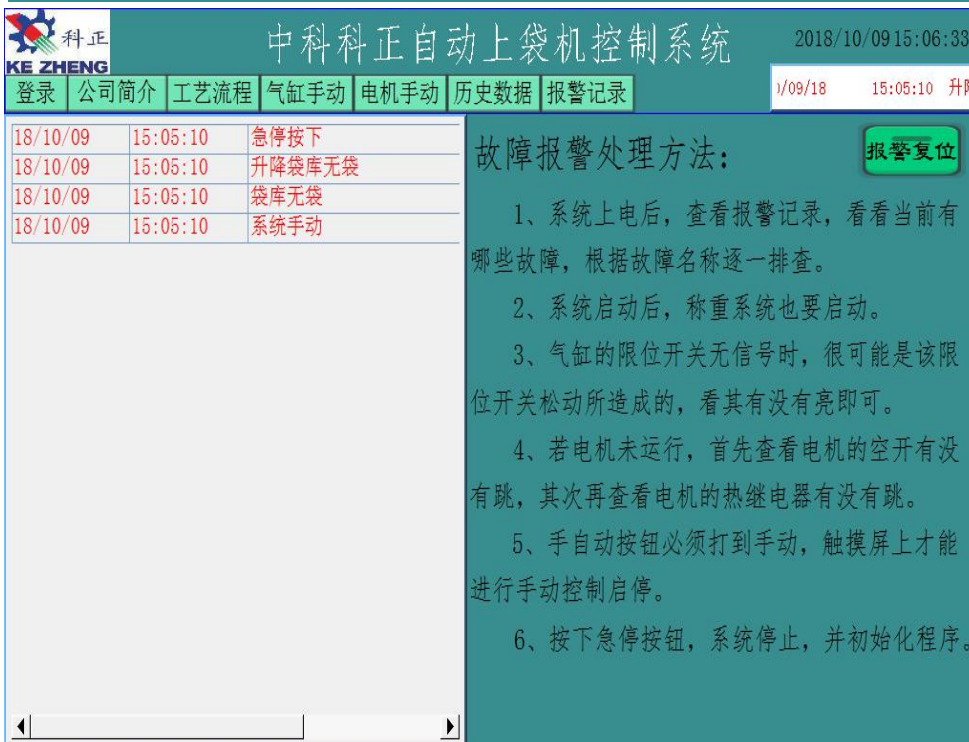 科正
KE ZHENG
中科科正自动上袋机控制系统
2018/10/09 15:06:33
登录 公司简介 工艺流程 气缸手动 电机手动 历史数据 报警记录
/09/18 15:05:10 升
18/10/09 15:05:10 急停按下
18/10/09 15:05:10 升降袋库无袋
18/10/09 15:05:10 袋库无袋
18/10/09 15:05:10 系统手动
故障报警处理方法：
报警复位
1、系统上电后，查看报警记录，看看当前有
哪些故障，根据故障名称逐一排查。
2、系统启动后，称重系统也要启动。
3、气缸的限位开关无信号时，很可能是该限
位开关松动所造成的，看其有没有亮即可。
4、若电机未运行，首先查看电机的空开有没
有跳，其次再查看电机的热继电器有没有跳。
5、手自动按钮必须打到手动，触摸屏上才能
进行手动控制启停。
6、按下急停按钮，系统停止，并初始化程序。